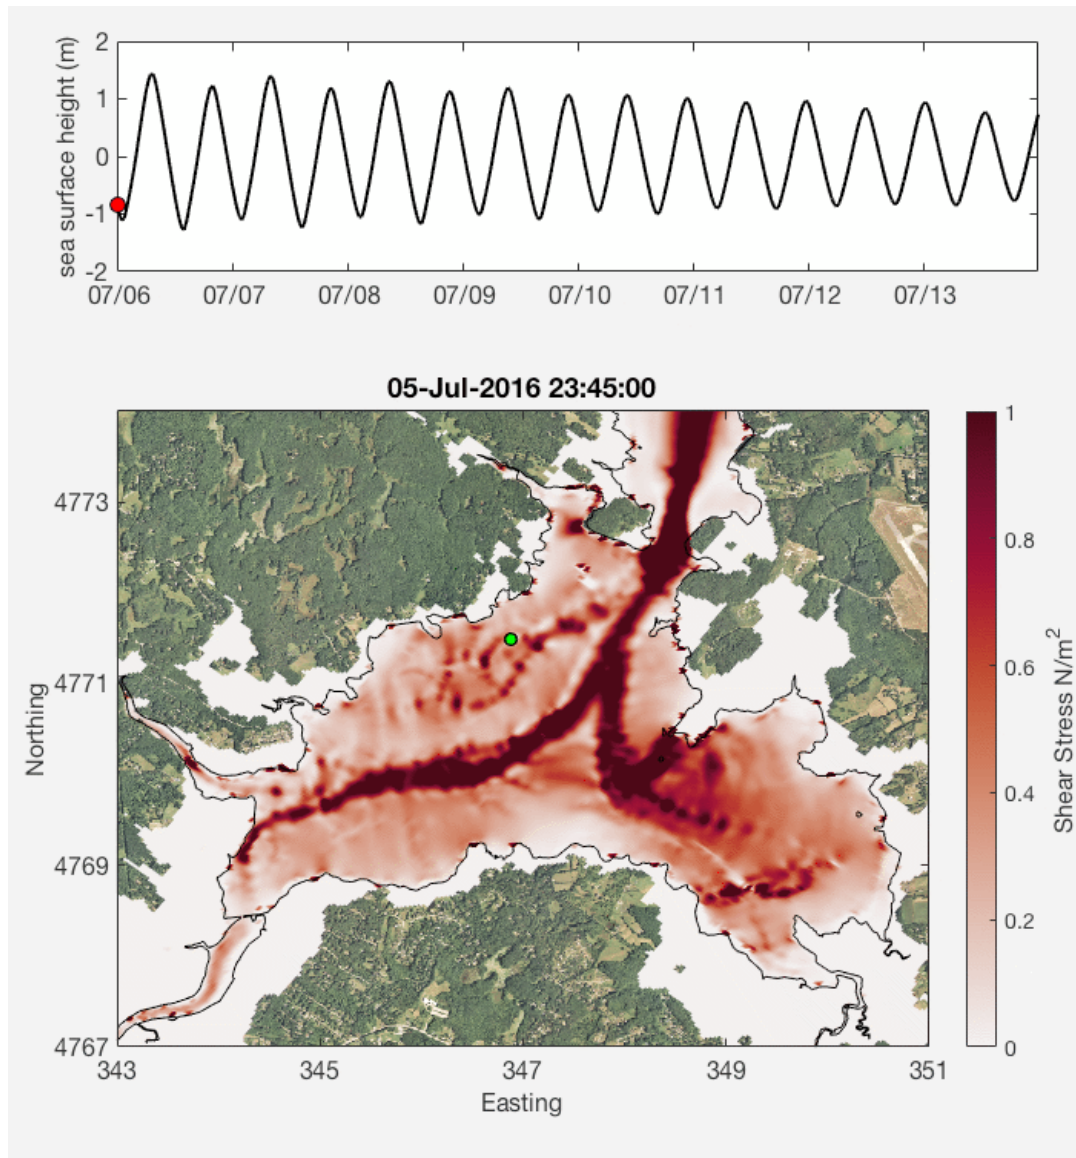 sea surface height (m)
2
1
0
-1
-2
07/06 07/07 07/08 07/09 07/10 07/11 07/12 07/13
05-Jul-2016 23:45:00
Northing
4773
4771
4769
4767
343 345 347 349 351
Easting
1
0.8
0.6
0.4
0.2
0
Shear Stress N/m²